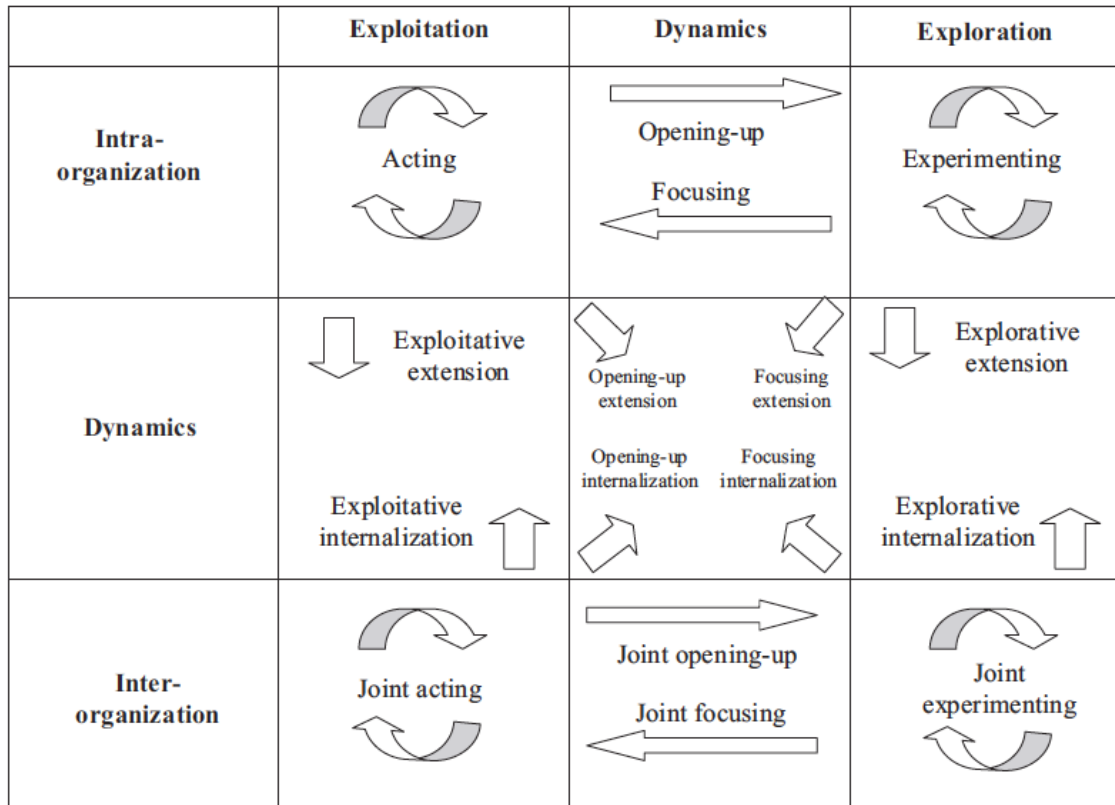 Exploitation
Dynamics
Exploration
Intra-
organization
Acting
Opening-up
Focusing
Experimenting
Dynamics
Exploitative
extension
Exploitative
internalization
Opening-up
extension
Focusing
extension
Opening-up
internalization
Focusing
internalization
Explorative
extension
Explorative
internalization
Inter-
organization
Joint acting
Joint opening-up
Joint focusing
Joint
experimenting